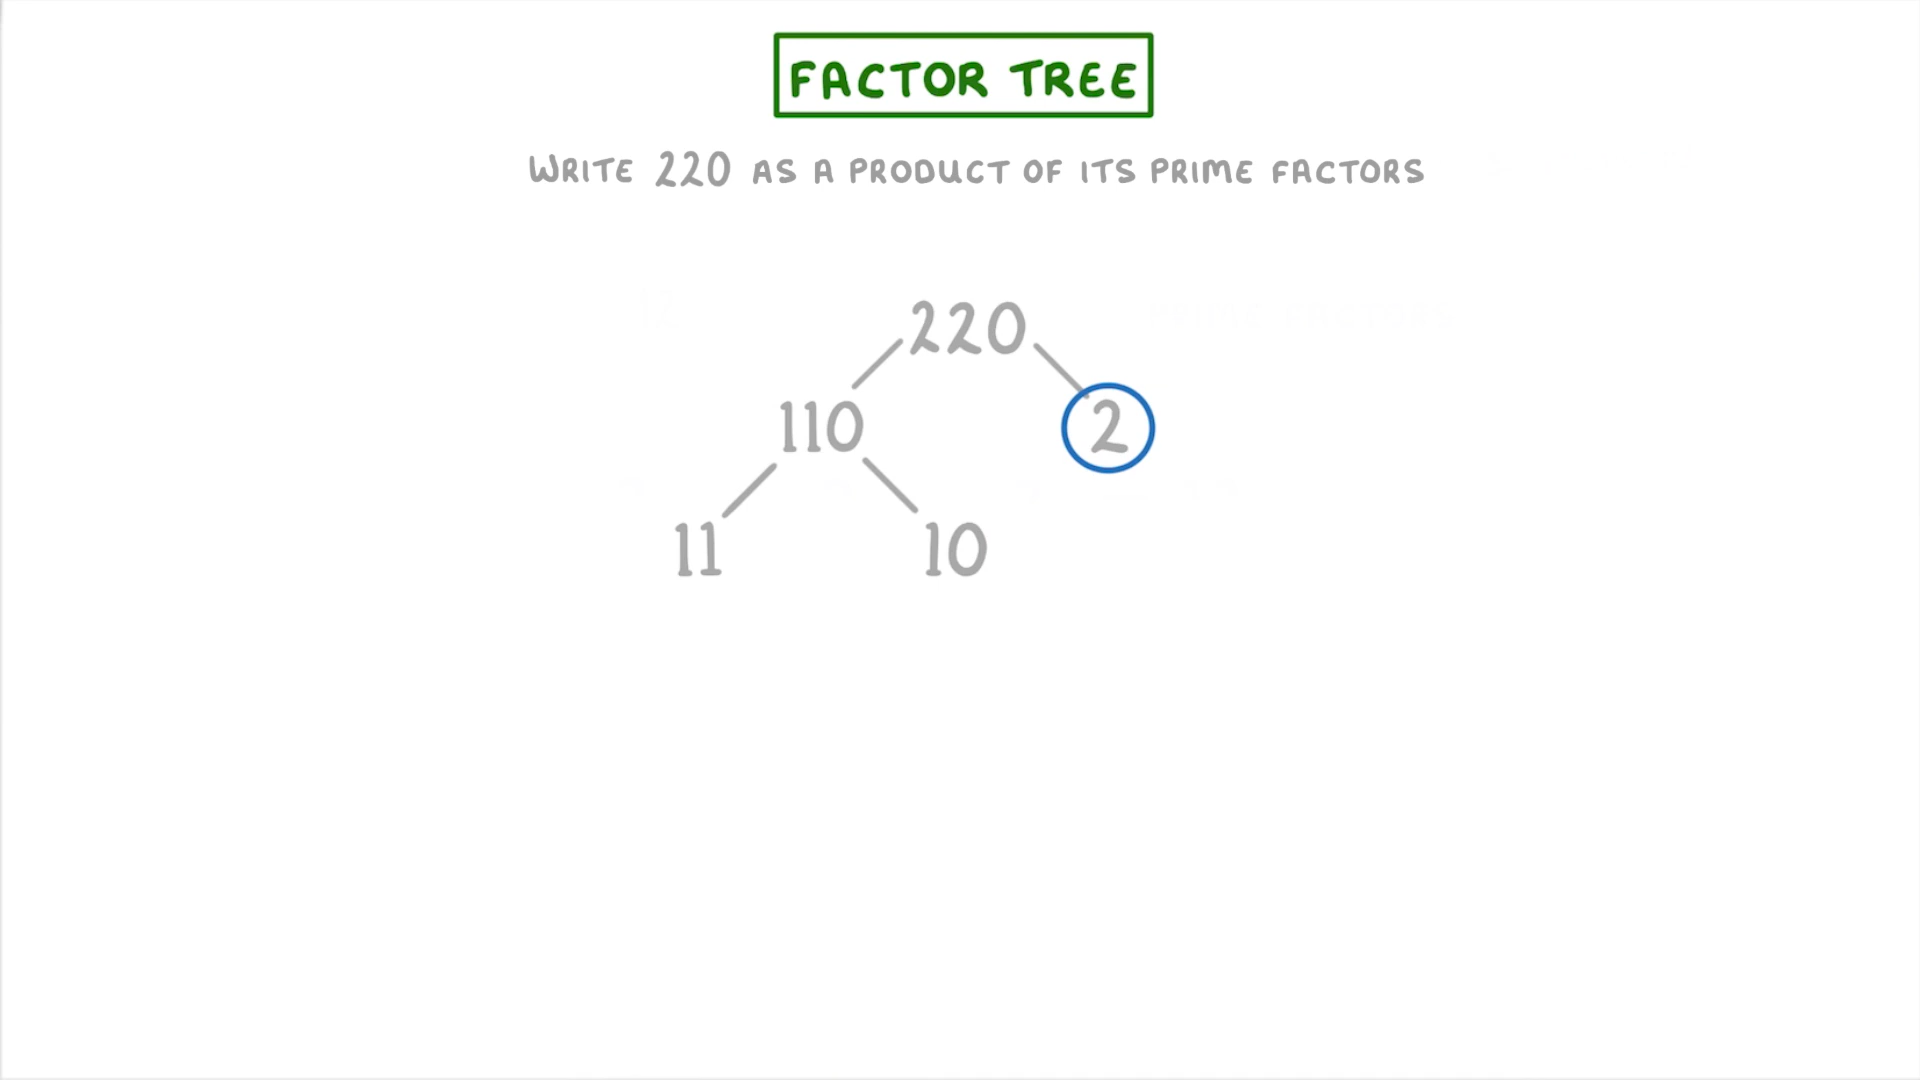 FACTOR TREE
WRITE 220 AS A PRODUCT OF ITS PRIME FACTORS
220
110 2
11 10